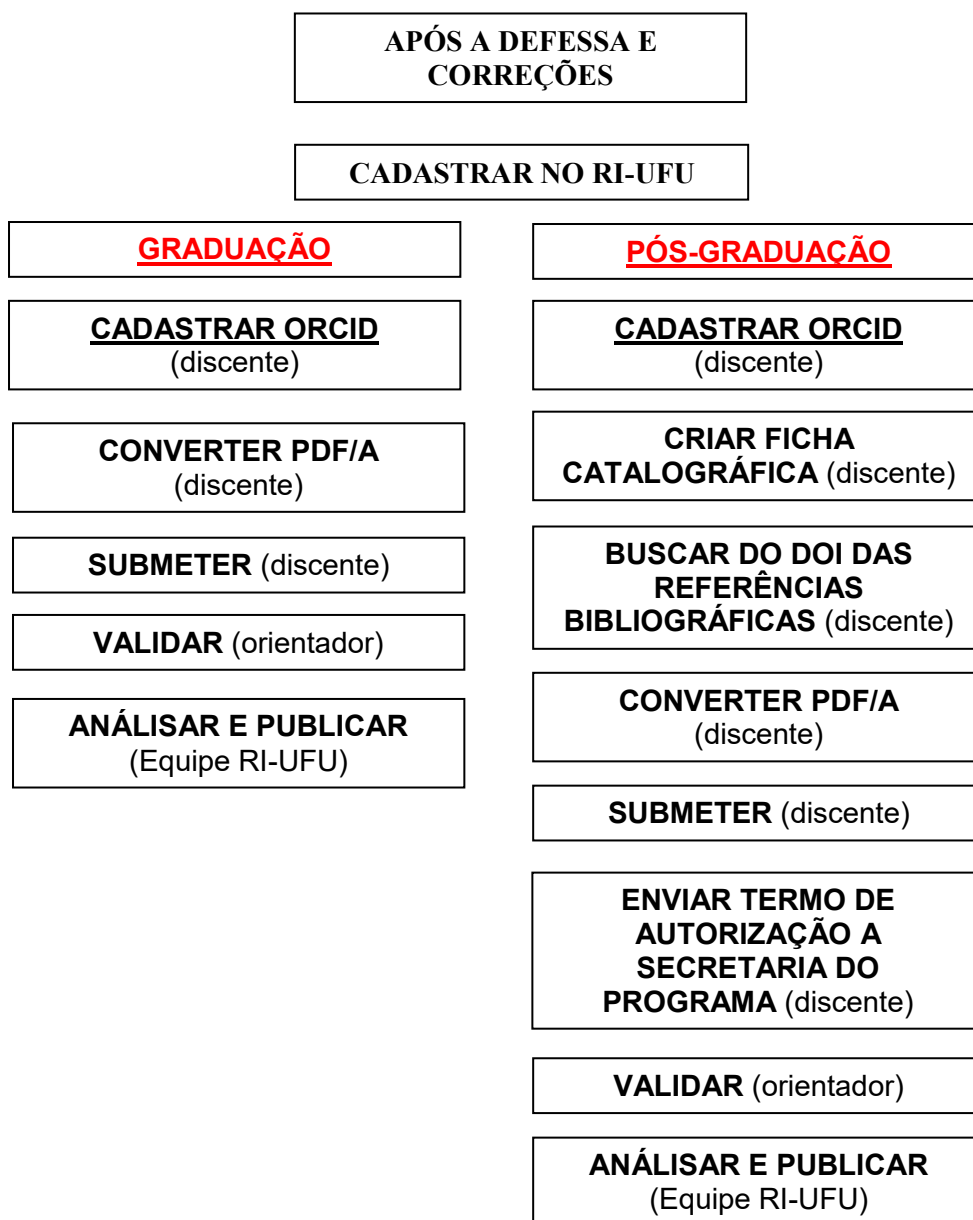 APÓS A DEFESSA E
CORREÇÕES
CADASTRAR NO RI-UFU
GRADUAÇÃO
CADASTRAR ORCID
(discente)
CONVERTER PDF/A
(discente)
SUBMETER (discente)
VALIDAR (orientador)
ANÁLISAR E PUBLICAR
(Equipe RI-UFU)
PÓS-GRADUAÇÃO
CADASTRAR ORCID
(discente)
CRIAR FICHA
CATALOGRÁFICA (discente)
BUSCAR DO DOI DAS
REFERÊNCIAS
BIBLIOGRÁFICAS (discente)
CONVERTER PDF/A
(discente)
SUBMETER (discente)
ENVIAR TERMO DE
AUTORIZAÇÃO A
SECRETARIA DO
PROGRAMA (discente)
VALIDAR (orientador)
ANÁLISAR E PUBLICAR
(Equipe RI-UFU)